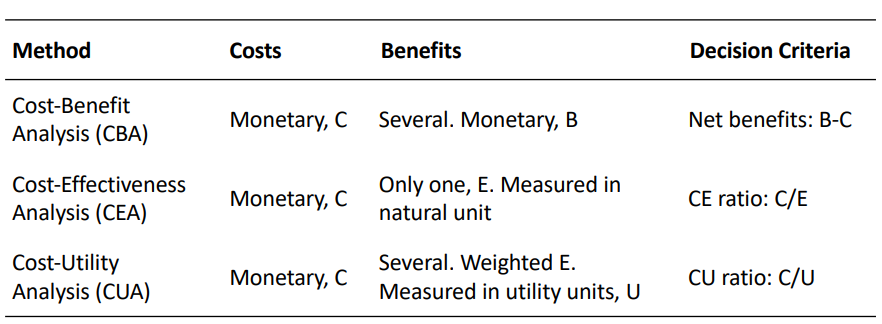 Method Costs Benefits Decision Criteria
Cost-Benefit
Analysis (CBA)
Monetary, C
Several. Monetary, B
Net benefits: B-C
Cost-Effectiveness
Analysis (CEA)
Monetary, C
Only one, E. Measured in
natural unit
CE ratio: C/E
Cost-Utility
Analysis (CUA)
Monetary, C
Several. Weighted E.
Measured in utility units, U
CU ratio: C/U